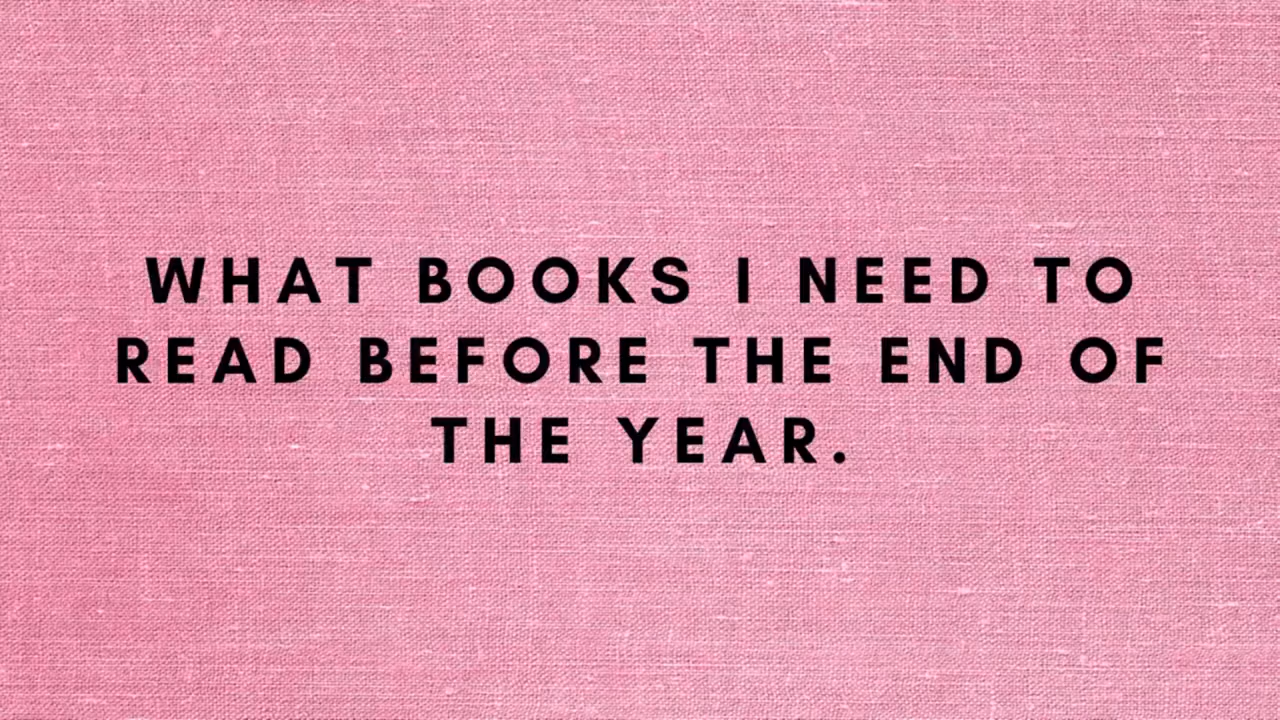 WHAT BOOKS I NEED TO
READ BEFORE THE END OF
THE YEAR.